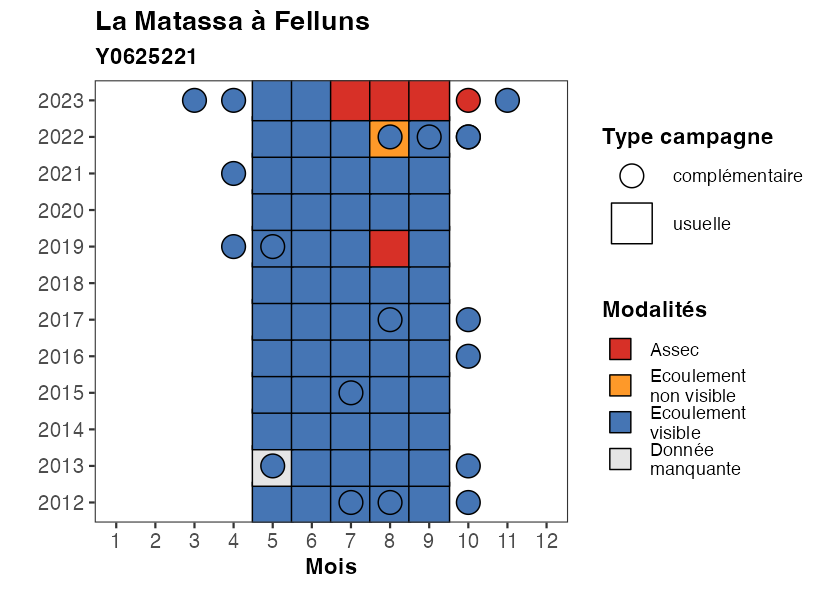 La Matassa à Felluns
Y0625221
2023
2022
2021
2020
2019
2018
2017
2016
2015
2014
2013
2012
1 2 3 4 5 6 7 8 9 10 11 12
Mois
Type campagne
complémentaire
usuelle
Modalités
Assec
Ecoulement
non visible
Ecoulement
visible
Donnée
manquante